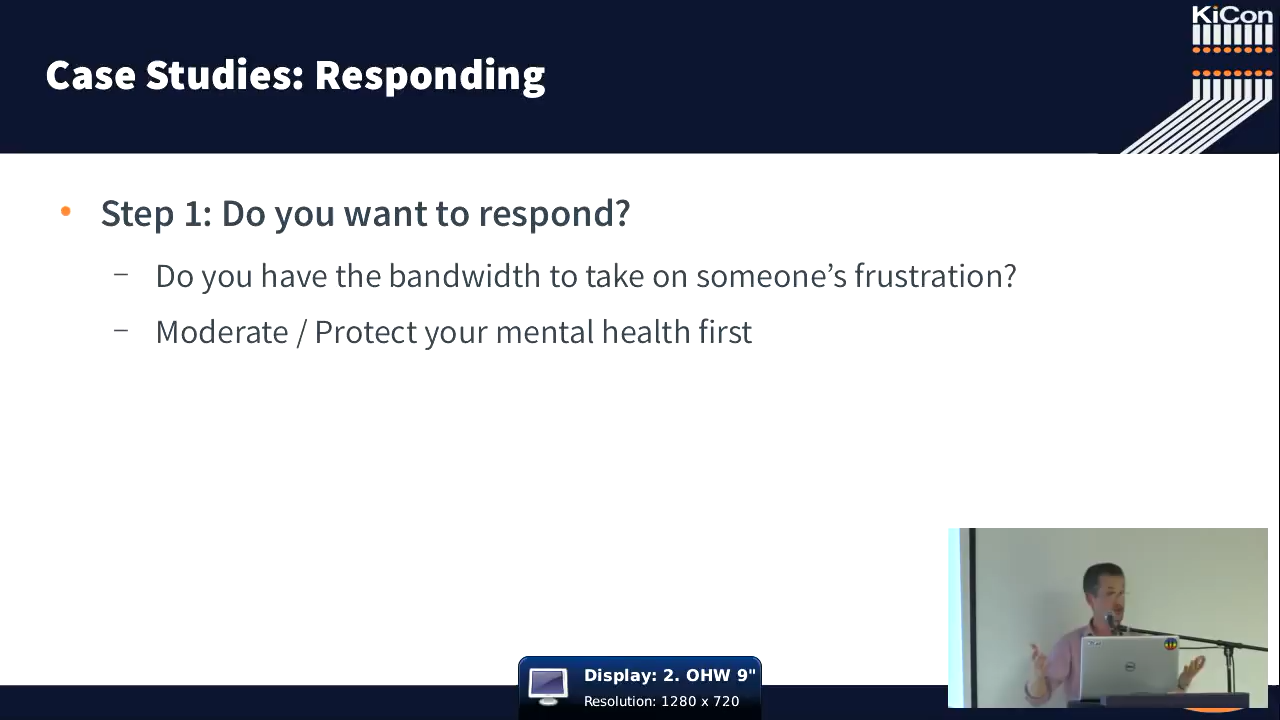 KiCon
Case Studies: Responding
Step 1: Do you want to respond?
Do you have the bandwidth to take on someone’s frustration?
Moderate / Protect your mental health first
Display: 2. OHW 9"
Resolution: 1280 x 720